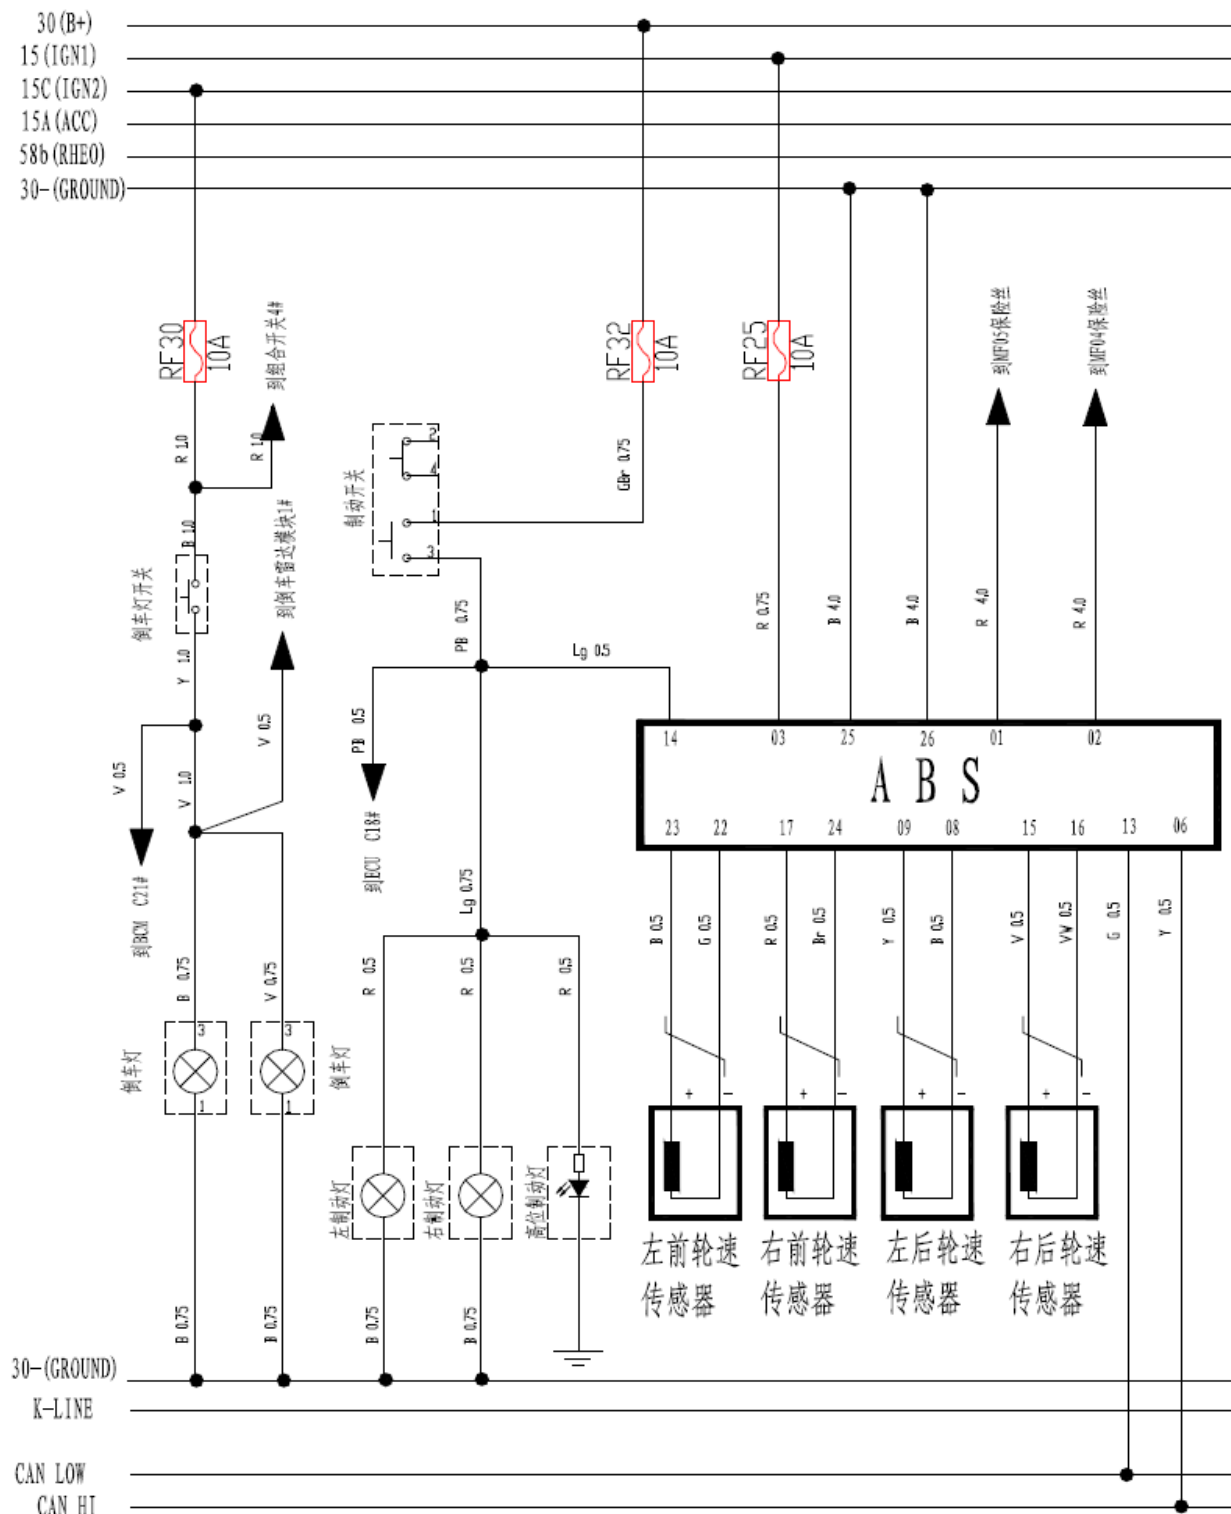 30(B+)
15(IGN1)
15C(IGN2)
15A(ACC)
58b(RHEO)
30-(GROUND)
RF30
10A
到组合开关4#
RF32
10A
RF25
10A
到MF05保险丝
到MF04保险丝
R 1.0
R 1.0
制动开关
2
4
1
3
GBr 0.75
B 1.0
到倒车雷达模块1#
倒车灯开关
Y 1.0
PB 0.75
Lg 0.5
R 0.75
B 4.0
B 4.0
R 4.0
R 4.0
V 0.5
V 0.5
V 1.0
PB 0.5
到ECU C18#
到BCM C21#
14
03
25
26
01
02
ABS
23
22
17
24
09
08
15
16
13
06
Lg 0.75
B 0.75
V 0.75
R 0.5
R 0.5
R 0.5
B 0.5
G 0.5
R 0.5
Br 0.5
Y 0.5
B 0.5
V 0.5
VW 0.5
G 0.5
Y 0.5
倒车灯
3
1
3
1
倒车灯
+ −
+ −
+ −
+ −
左制动灯
右制动灯
高位制动灯
左前轮速
传感器
右前轮速
传感器
左后轮速
传感器
右后轮速
传感器
B 0.75
B 0.75
B 0.75
B 0.75
30-(GROUND)
K-LINE
CAN LOW
CAN HI